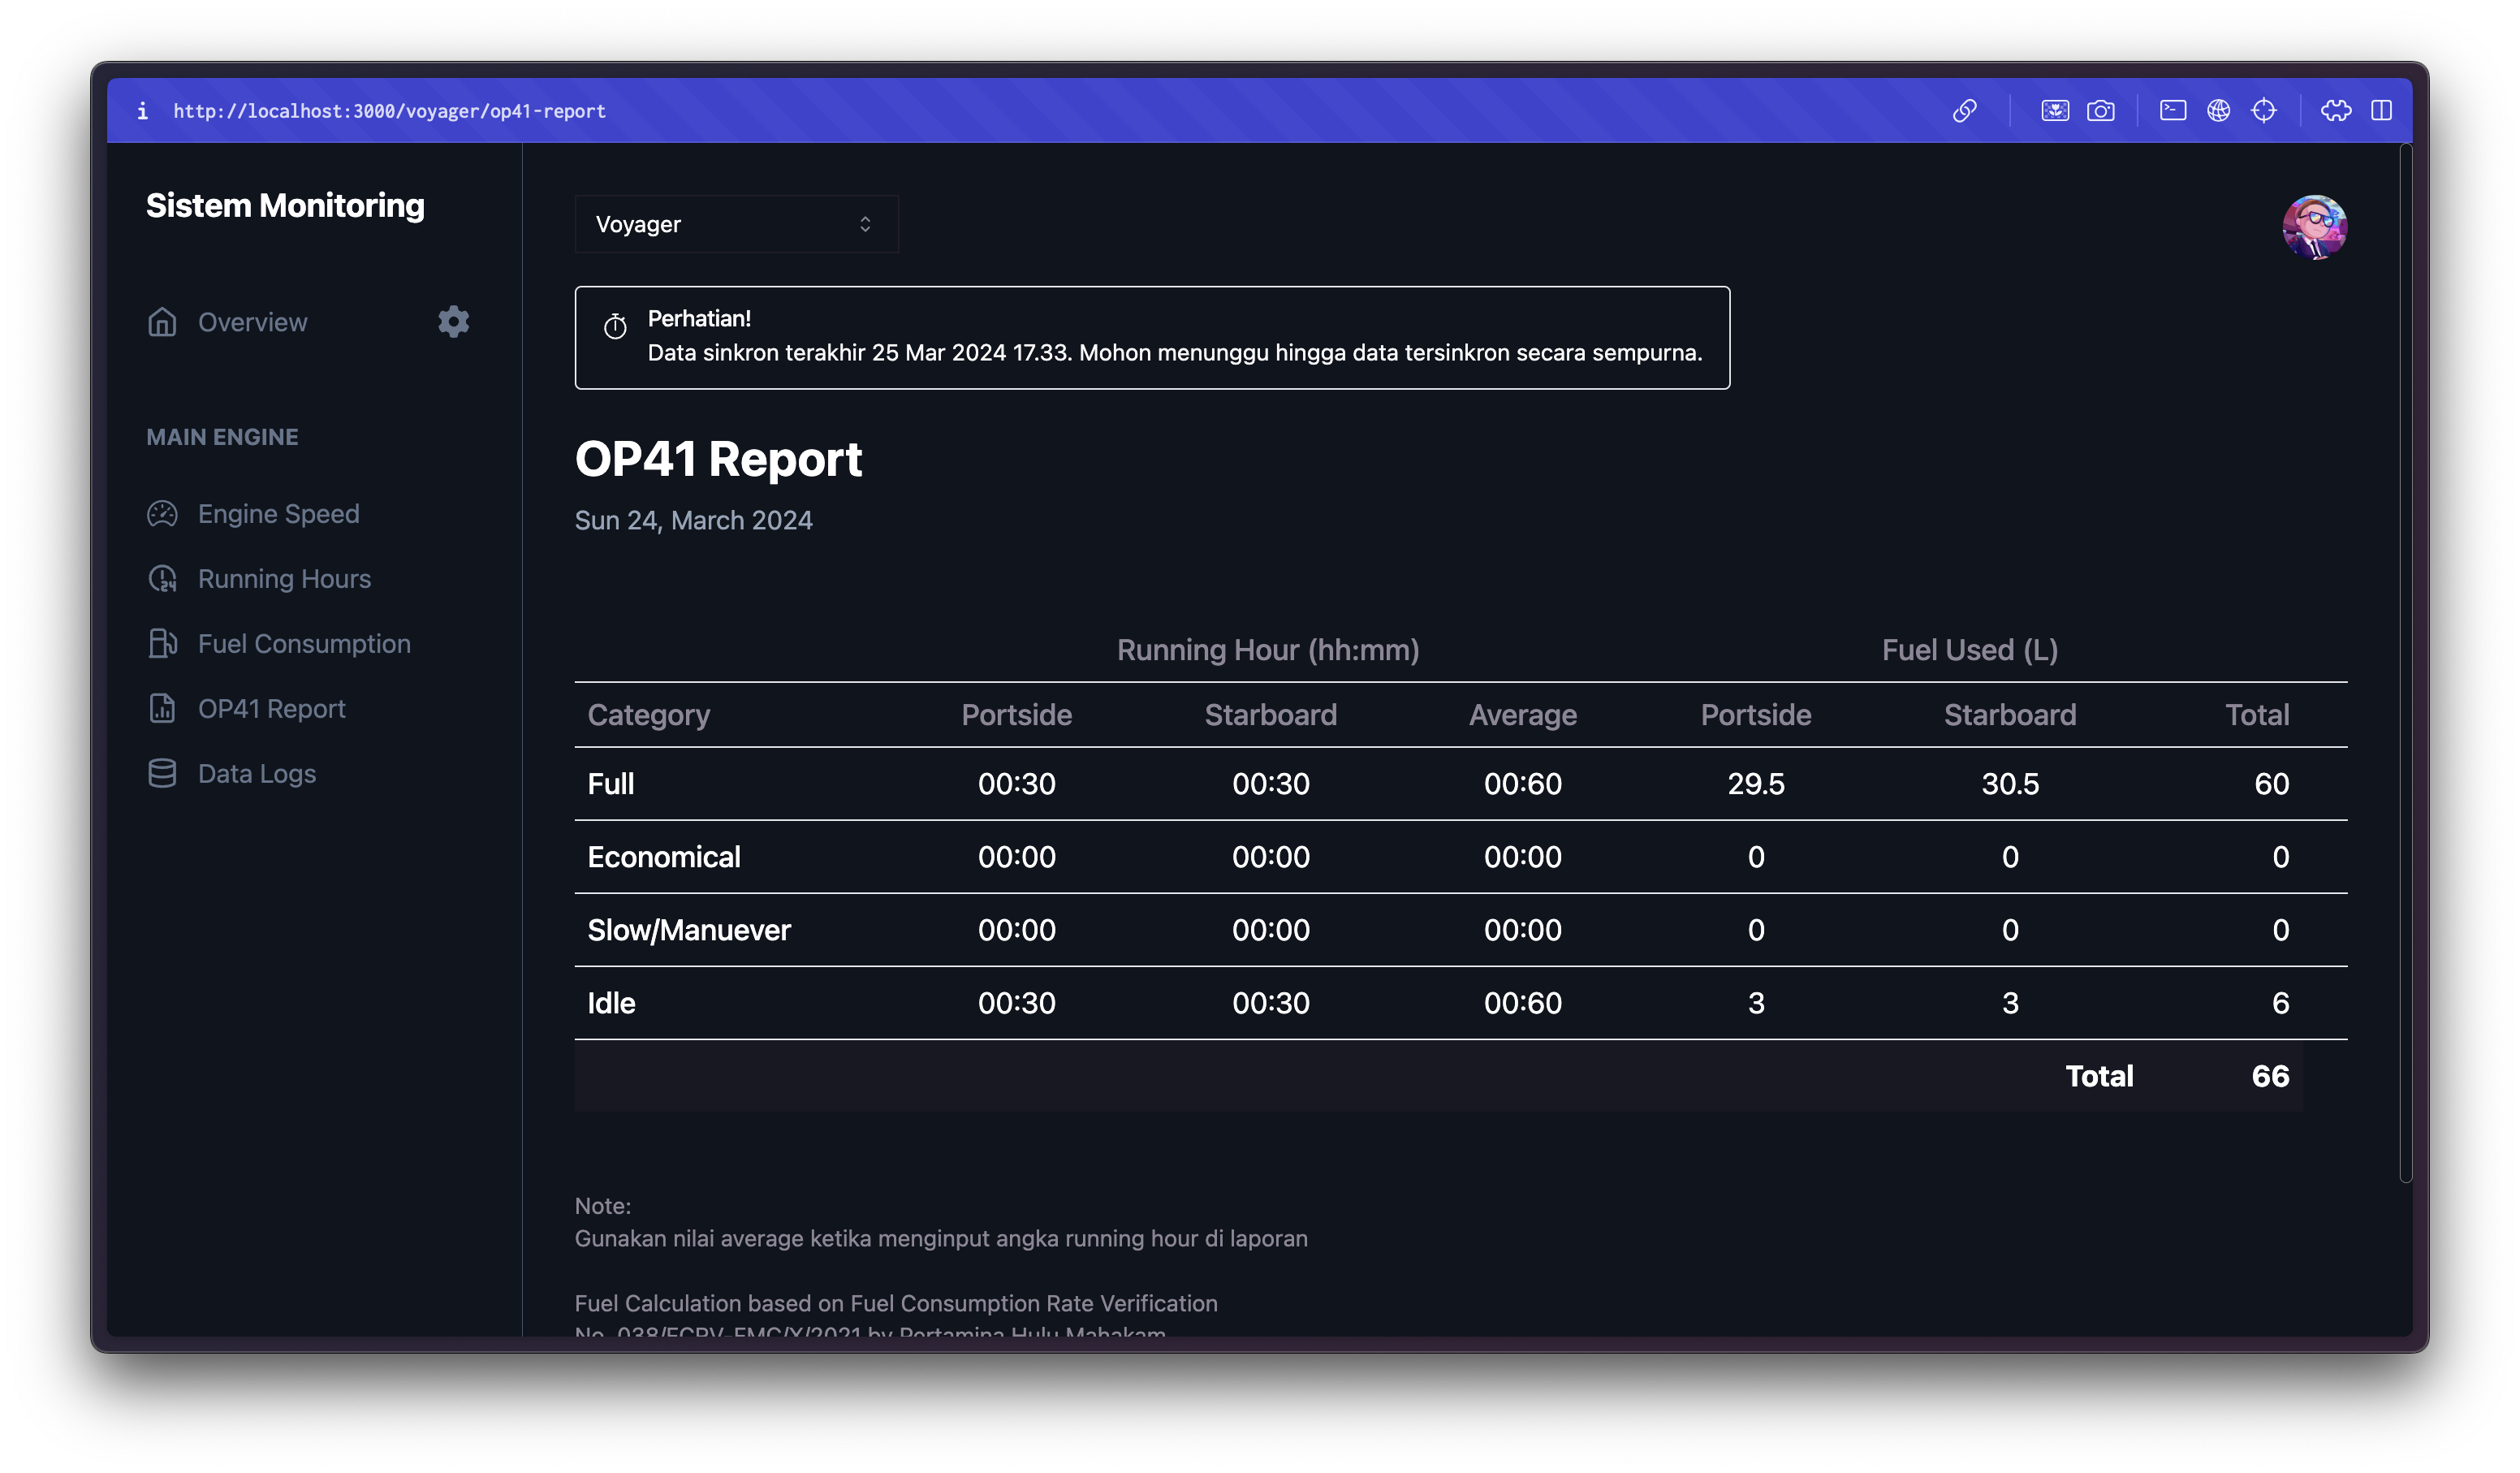 i http://localhost:3000/voyager/op41-report
Sistem Monitoring
Overview
MAIN ENGINE
Engine Speed
Running Hours
Fuel Consumption
OP41 Report
Data Logs
Voyager
Perhatian!
Data sinkron terakhir 25 Mar 2024 17.33. Mohon menunggu hingga data tersinkron secara sempurna.
OP41 Report
Sun 24, March 2024
Running Hour (hh:mm) Fuel Used (L)
Category Portside Starboard Average Portside Starboard Total
Full 00:30 00:30 00:60 29.5 30.5 60
Economical 00:00 00:00 00:00 0 0 0
Slow/Manuever 00:00 00:00 00:00 0 0 0
Idle 00:30 00:30 00:60 3 3 6
Total 66
Note:
Gunakan nilai average ketika menginput angka running hour di laporan
Fuel Calculation based on Fuel Consumption Rate Verification
No. 038/FCRV-FMC/X/2021 by Pertamina Hulu Mahakam